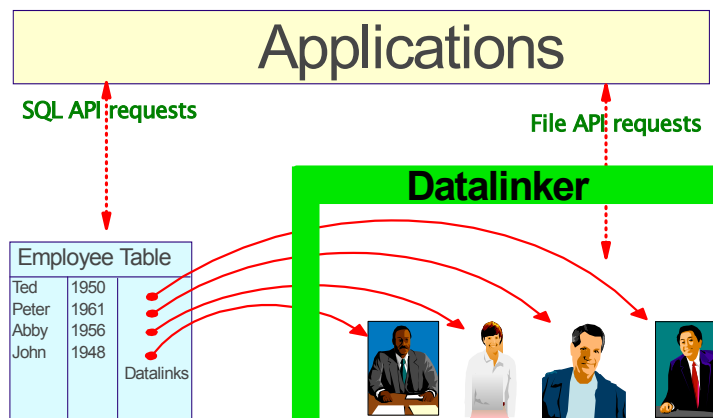 Applications
SQL API requests
File API requests
Datalinker
Employee Table
Ted 1950
Peter 1961
Abby 1956
John 1948
Datalinks